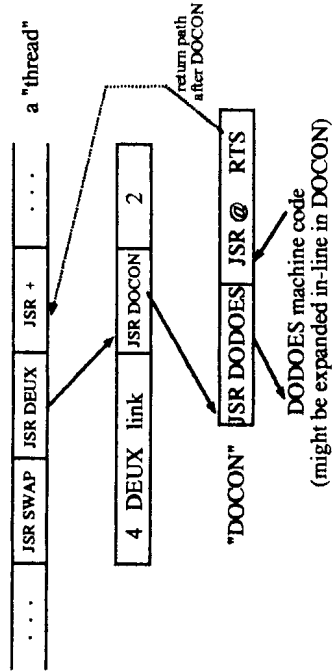 a "thread"
. . . JSR SWAP JSR DEUX JSR + . . .
return path
after DOCON
4 DEUX link JSR DOCON 2
"DOCON" JSR DODOES JSR @ RTS
DODOES machine code
(might be expanded in-line in DOCON)